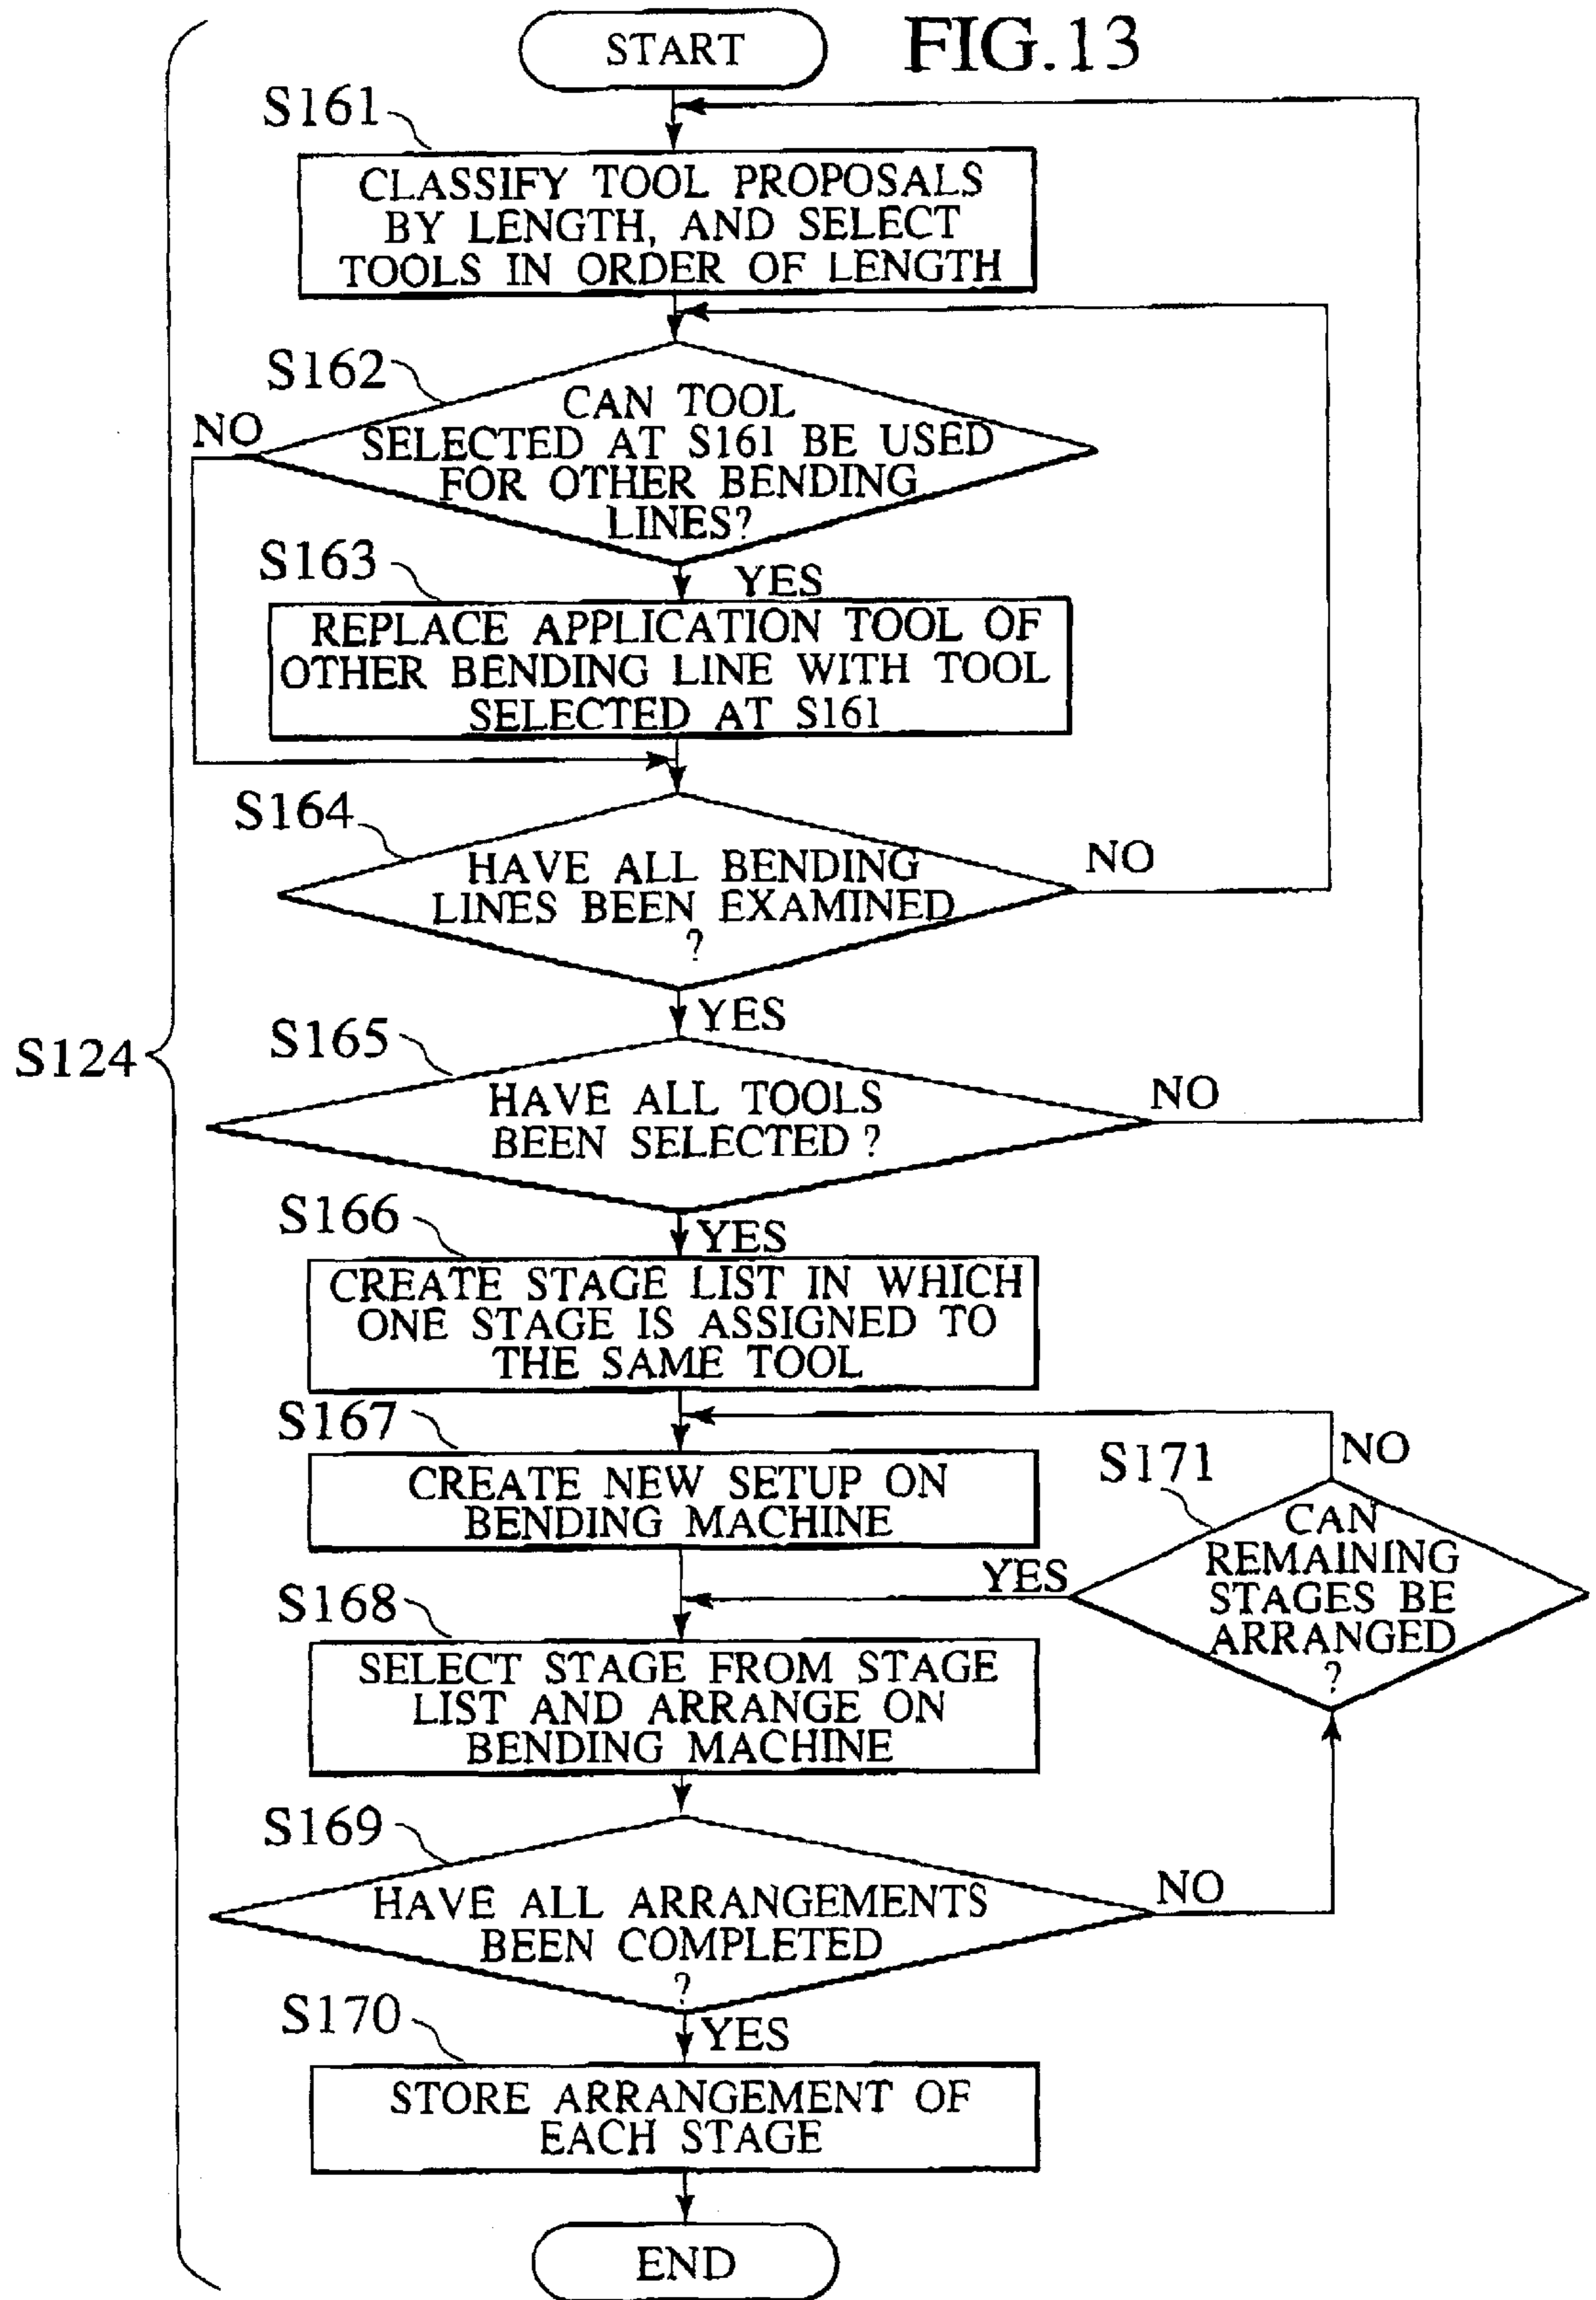 START
FIG.13
S161
CLASSIFY TOOL PROPOSALS
BY LENGTH, AND SELECT
TOOLS IN ORDER OF LENGTH
S162
CAN TOOL
SELECTED AT S161 BE USED
FOR OTHER BENDING
LINES?
NO
YES
S163
REPLACE APPLICATION TOOL OF
OTHER BENDING LINE WITH TOOL
SELECTED AT S161
S164
HAVE ALL BENDING
LINES BEEN EXAMINED
?
NO
YES
S124
S165
HAVE ALL TOOLS
BEEN SELECTED ?
NO
YES
S166
CREATE STAGE LIST IN WHICH
ONE STAGE IS ASSIGNED TO
THE SAME TOOL
S167
CREATE NEW SETUP ON
BENDING MACHINE
S171
NO
CAN
REMAINING
STAGES BE
ARRANGED
?
YES
S168
SELECT STAGE FROM STAGE
LIST AND ARRANGE ON
BENDING MACHINE
S169
HAVE ALL ARRANGEMENTS
BEEN COMPLETED
?
NO
YES
S170
STORE ARRANGEMENT OF
EACH STAGE
END